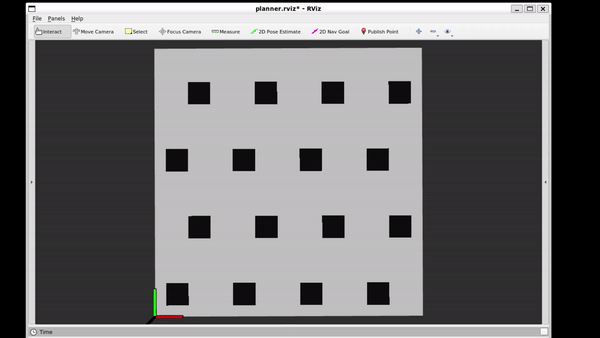 planner.rviz* - RViz
File Panels Help
Interact Move Camera Select Focus Camera Measure 2D Pose Estimate 2D Nav Goal Publish Point
Time